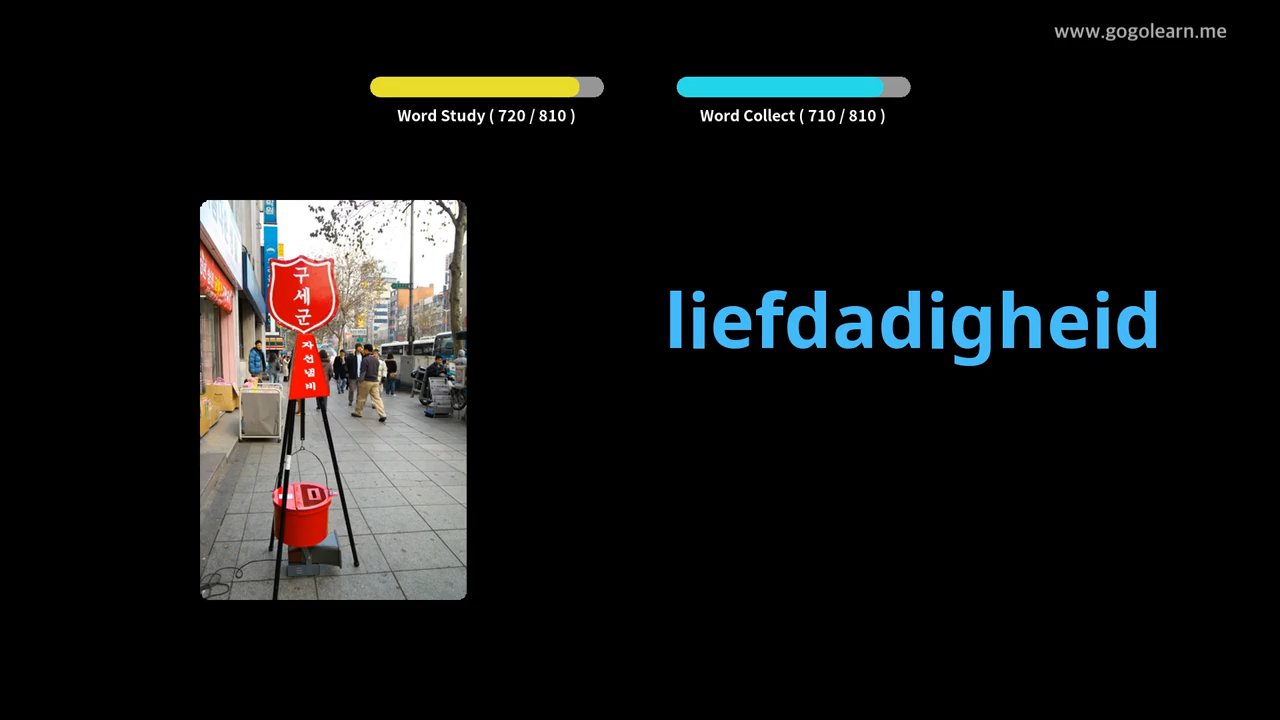 www.gogolearn.me
Word Study ( 720 / 810 )
Word Collect ( 710 / 810 )
구세군
자선냄비
liefdadigheid